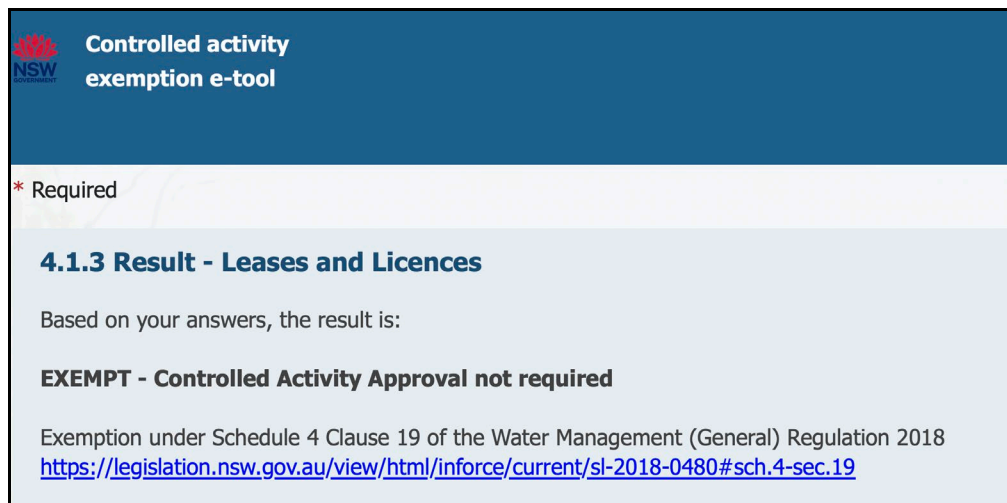 Controlled activity
exemption e-tool
NSW
GOVERNMENT
* Required
4.1.3 Result - Leases and Licences
Based on your answers, the result is:
EXEMPT - Controlled Activity Approval not required
Exemption under Schedule 4 Clause 19 of the Water Management (General) Regulation 2018
https://legislation.nsw.gov.au/view/html/inforce/current/sl-2018-0480#sch.4-sec.19